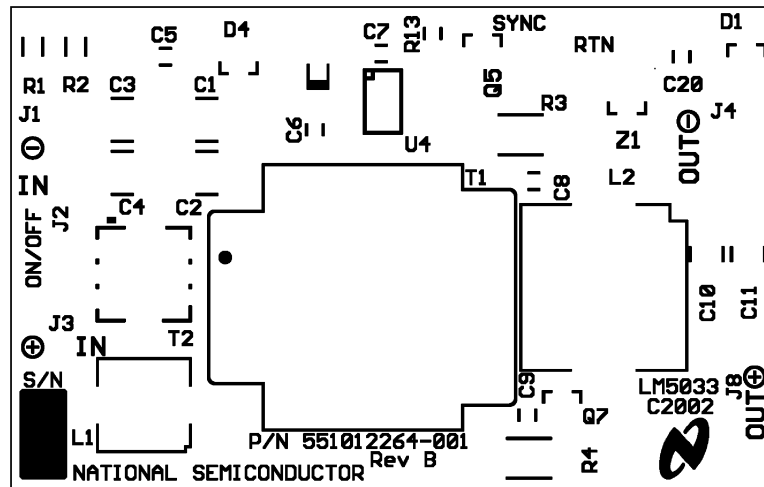 C5
D4
C7
R13
SYNC
RTN
D1
R1
R2
C3
C1
Q5
C20
J1
R3
J4
C6
U4
Z1
OUT
IN
T1
C8
L2
C4
C2
J2
ON/OFF
C10
C11
J3
IN
T2
S/N
C9
LM5033
J8
C2002
OUT
L1
Q7
P/N 551012264-001
Rev B
R4
NATIONAL SEMICONDUCTOR